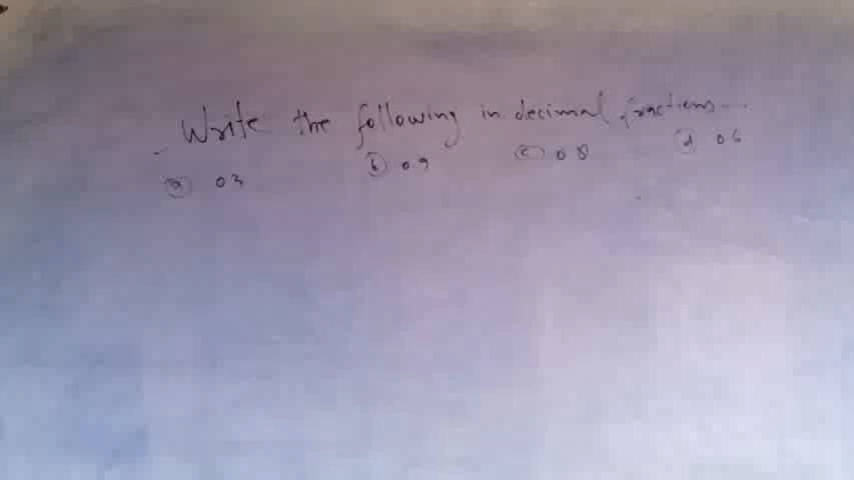 Write the following in decimal fractions...
(a) 0.3 (b) 0.9 (c) 0.8 (d) 0.6